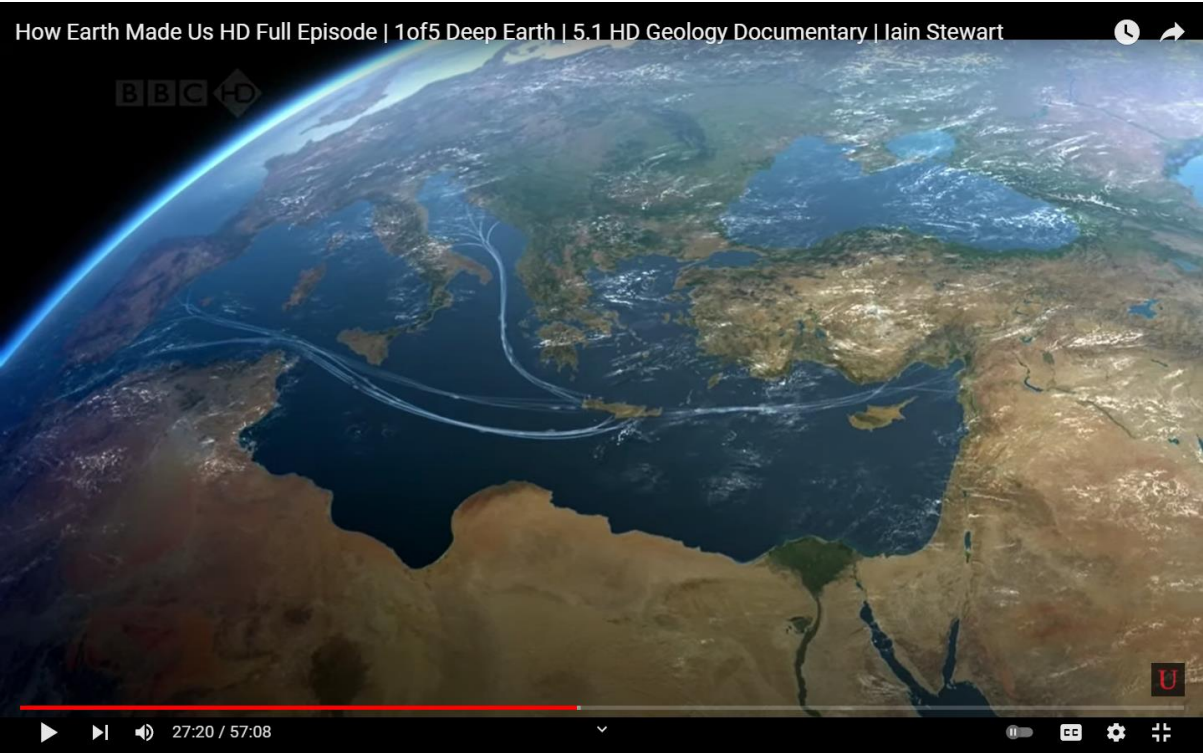 How Earth Made Us HD Full Episode | 1of5 Deep Earth | 5.1 HD Geology Documentary | Iain Stewart
BBC HD
U
27:20 / 57:08
CC